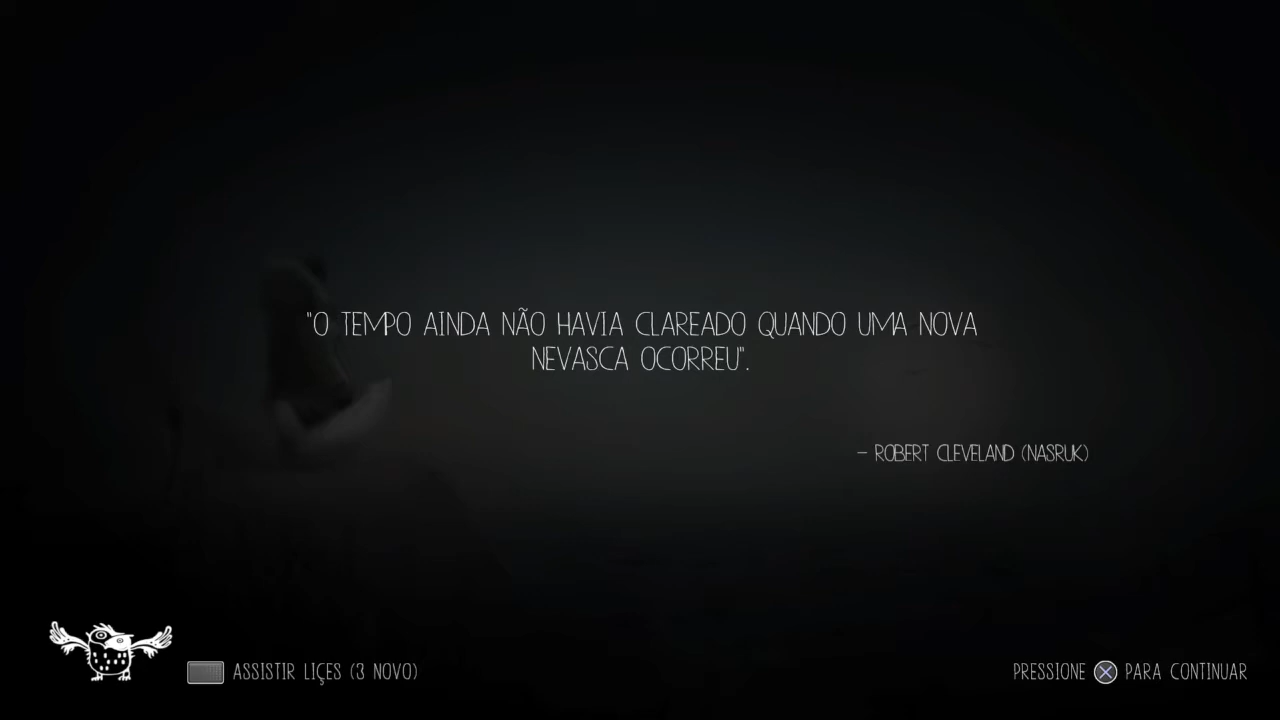 "O TEMPO AINDA NÃO HAVIA CLAREADO QUANDO UMA NOVA
NEVASCA OCORREU".
– ROBERT CLEVELAND (NASRUK)
ASSISTIR LIÇES (3 NOVO)
PRESSIONE PARA CONTINUAR